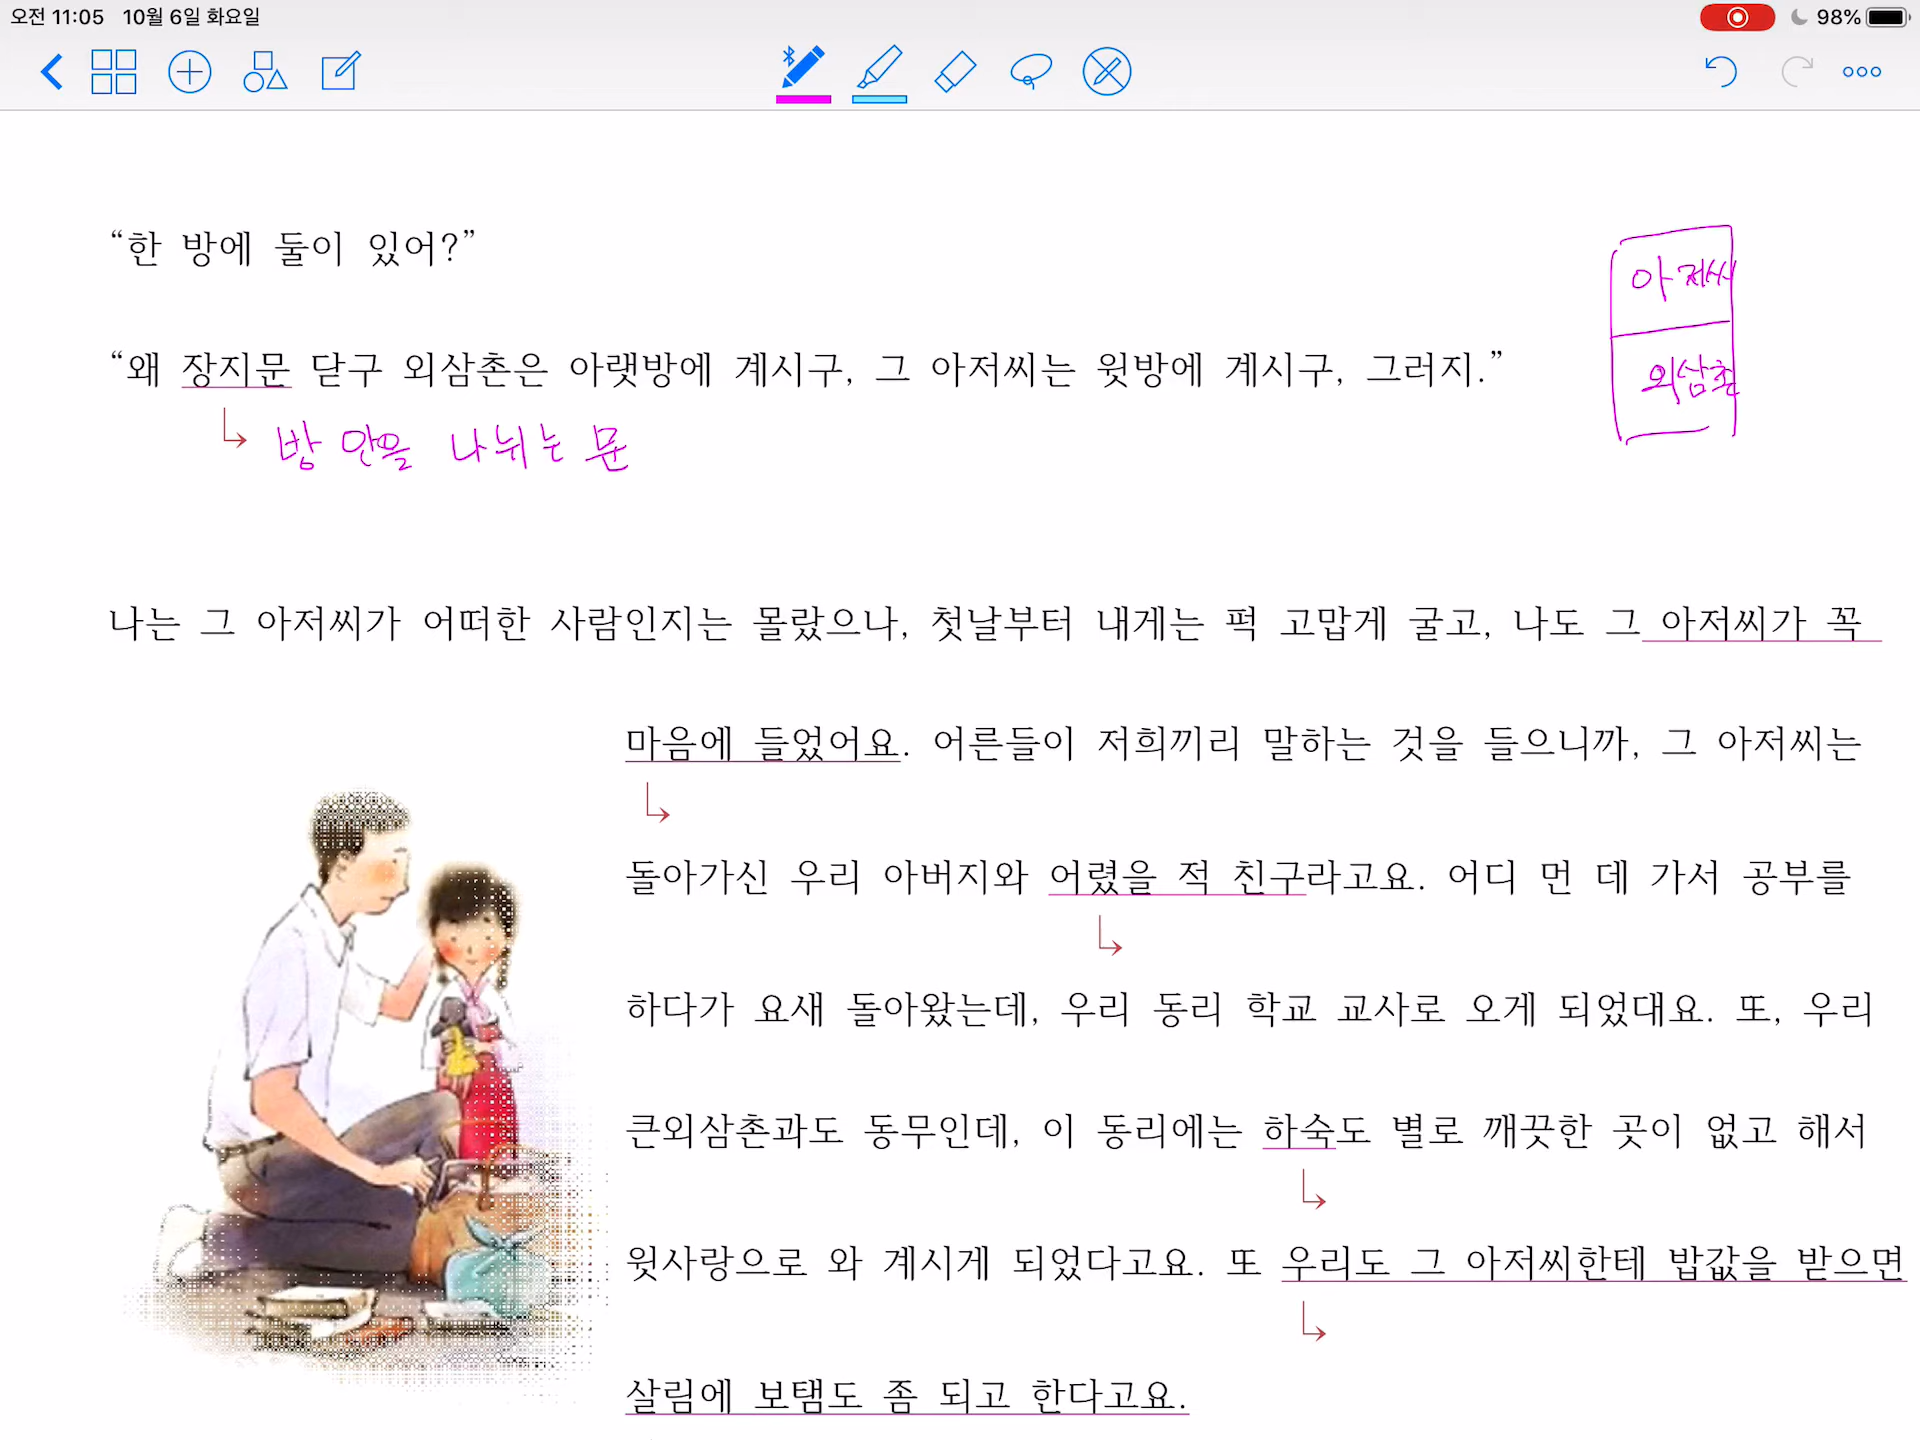 오전 11:05 10월 6일 화요일
98%
“한 방에 둘이 있어?”
아저씨
“왜 장지문 닫구 외삼촌은 아랫방에 계시구, 그 아저씨는 윗방에 계시구, 그러지.”
외삼촌
방 안을 나뉘는 문
나는 그 아저씨가 어떠한 사람인지는 몰랐으나, 첫날부터 내게는 퍽 고맙게 굴고, 나도 그 아저씨가 꼭
마음에 들었어요. 어른들이 저희끼리 말하는 것을 들으니까, 그 아저씨는
돌아가신 우리 아버지와 어렸을 적 친구라고요. 어디 먼 데 가서 공부를
하다가 요새 돌아왔는데, 우리 동리 학교 교사로 오게 되었대요. 또, 우리
큰외삼촌과도 동무인데, 이 동리에는 하숙도 별로 깨끗한 곳이 없고 해서
윗사랑으로 와 계시게 되었다고요. 또 우리도 그 아저씨한테 밥값을 받으면
살림에 보탬도 좀 되고 한다고요.